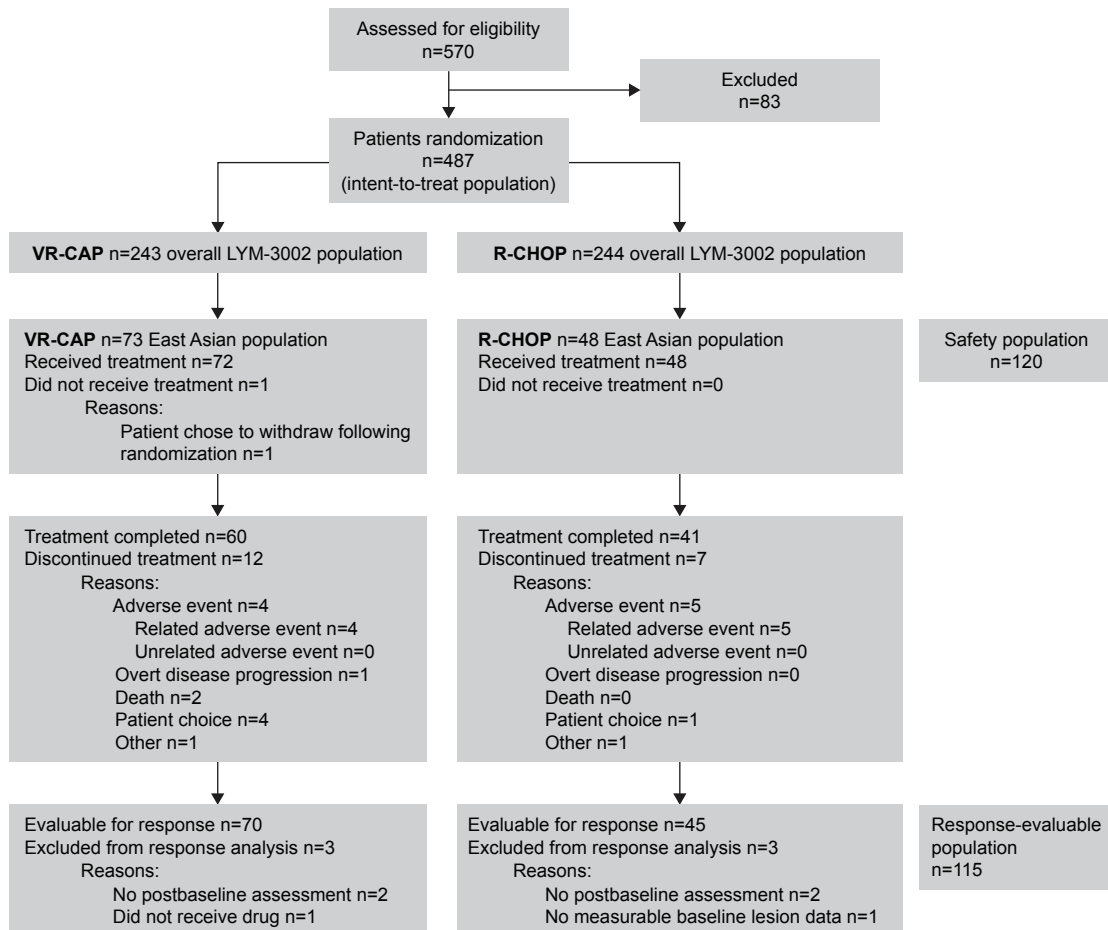 Assessed for eligibility
n=570
Excluded
n=83
Patients randomization
n=487
(intent-to-treat population)
VR-CAP n=243 overall LYM-3002 population
R-CHOP n=244 overall LYM-3002 population
VR-CAP n=73 East Asian population
Received treatment n=72
Did not receive treatment n=1
Reasons:
Patient chose to withdraw following
randomization n=1
R-CHOP n=48 East Asian population
Received treatment n=48
Did not receive treatment n=0
Safety population
n=120
Treatment completed n=60
Discontinued treatment n=12
Reasons:
Adverse event n=4
Related adverse event n=4
Unrelated adverse event n=0
Overt disease progression n=1
Death n=2
Patient choice n=4
Other n=1
Treatment completed n=41
Discontinued treatment n=7
Reasons:
Adverse event n=5
Related adverse event n=5
Unrelated adverse event n=0
Overt disease progression n=0
Death n=0
Patient choice n=1
Other n=1
Evaluable for response n=70
Excluded from response analysis n=3
Reasons:
No postbaseline assessment n=2
Did not receive drug n=1
Evaluable for response n=45
Excluded from response analysis n=3
Reasons:
No postbaseline assessment n=2
No measurable baseline lesion data n=1
Response-evaluable
population
n=115